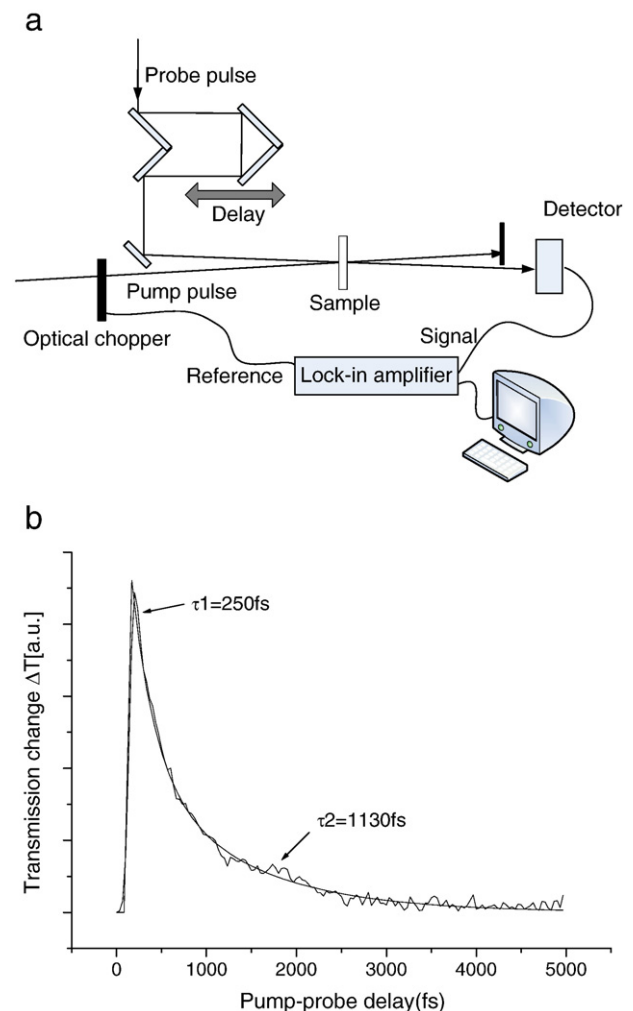 a
Probe pulse
Delay
Detector
Pump pulse
Sample
Optical chopper
Signal
Reference
Lock-in amplifier
b
τ1=250fs
τ2=1130fs
Transmission change ΔT[a.u.]
0 1000 2000 3000 4000 5000
Pump-probe delay(fs)